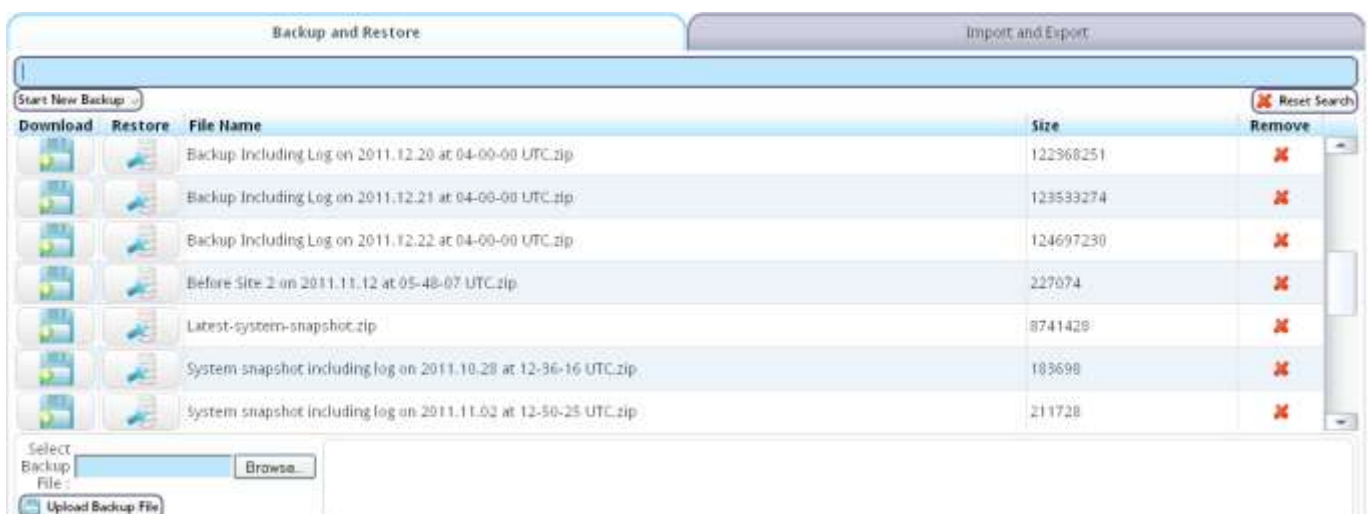 Backup and Restore Import and Export
Start New Backup Reset Search
Download Restore File Name Size Remove
Backup Including Log on 2011.12.20 at 04-00-00 UTC.zip 122368251
Backup Including Log on 2011.12.21 at 04-00-00 UTC.zip 123533274
Backup Including Log on 2011.12.22 at 04-00-00 UTC.zip 124697230
Before Site 2 on 2011.11.12 at 05-48-07 UTC.zip 227074
Latest-system-snapshot.zip 8741428
System snapshot including log on 2011.10.28 at 12-36-16 UTC.zip 183698
System snapshot including log on 2011.11.02 at 12-50-25 UTC.zip 211728
Select
Backup Browse...
File :
Upload Backup File